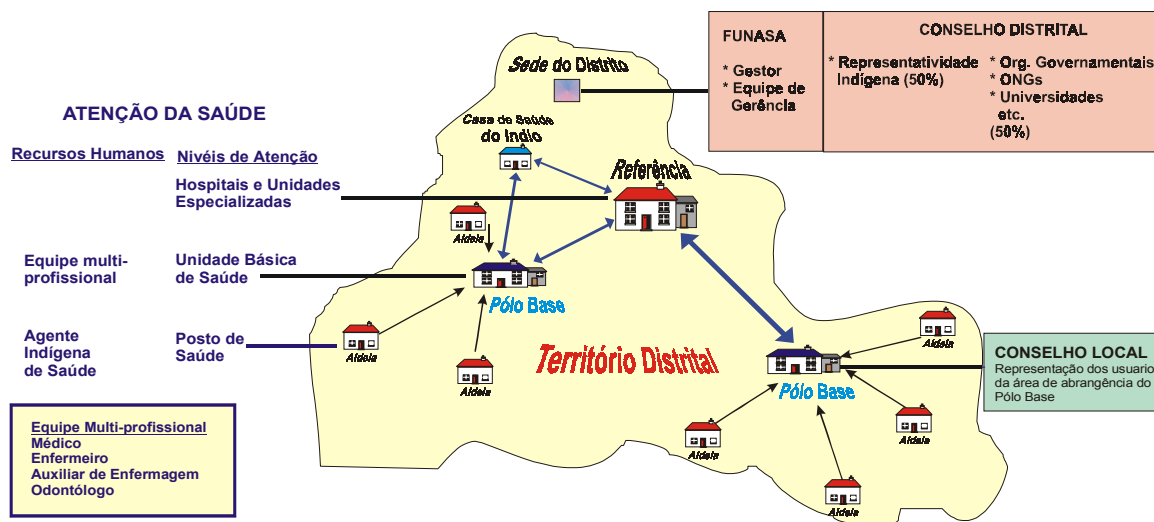 FUNASA
* Gestor
* Equipe de
Gerência
CONSELHO DISTRITAL
* Representatividade
Indígena (50%)
* Org. Governamentais
* ONGs
* Universidades
etc.
(50%)
Sede do Distrito
ATENÇÃO DA SAÚDE
Casa de Saúde
do Indio
Recursos Humanos
Nivéis de Atenção
Referência
Hospitais e Unidades
Especializadas
Aldeia
Equipe multi-
profissional
Unidade Básica
de Saúde
Pólo Base
Agente
Indígena
de Saúde
Posto de
Saúde
Aldeia
Aldeia
Território Distrital
Aldeia
Pólo Base
CONSELHO LOCAL
Representação dos usuario
da área de abrangência do
Pólo Base
Aldeia
Aldeia
Aldeia
Equipe Multi-profissional
Médico
Enfermeiro
Auxiliar de Enfermagem
Odontólogo